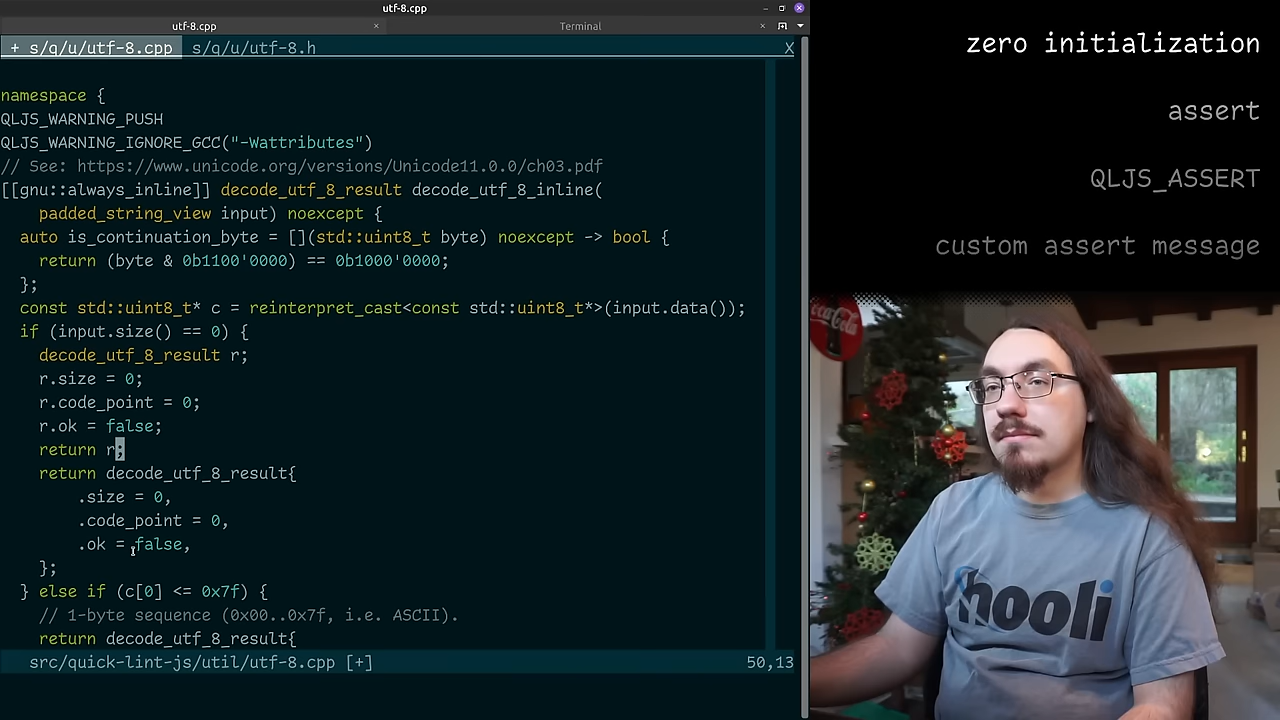 utf-8.cpp
utf-8.cpp
Terminal
+ s/q/u/utf-8.cpp s/q/u/utf-8.h X
namespace {
QLJS_WARNING_PUSH
QLJS_WARNING_IGNORE_GCC("-Wattributes")
// See: https://www.unicode.org/versions/Unicode11.0.0/ch03.pdf
[[gnu::always_inline]] decode_utf_8_result decode_utf_8_inline(
padded_string_view input) noexcept {
auto is_continuation_byte = [](std::uint8_t byte) noexcept -> bool {
return (byte & 0b1100'0000) == 0b1000'0000;
};
const std::uint8_t* c = reinterpret_cast<const std::uint8_t*>(input.data());
if (input.size() == 0) {
decode_utf_8_result r;
r.size = 0;
r.code_point = 0;
r.ok = false;
return r;
return decode_utf_8_result{
.size = 0,
.code_point = 0,
.ok = false,
};
} else if (c[0] <= 0x7f) {
// 1-byte sequence (0x00..0x7f, i.e. ASCII).
return decode_utf_8_result{
src/quick-lint-js/util/utf-8.cpp [+] 50,13
zero initialization
assert
QLJS_ASSERT
custom assert message
Coca-Cola
hooli